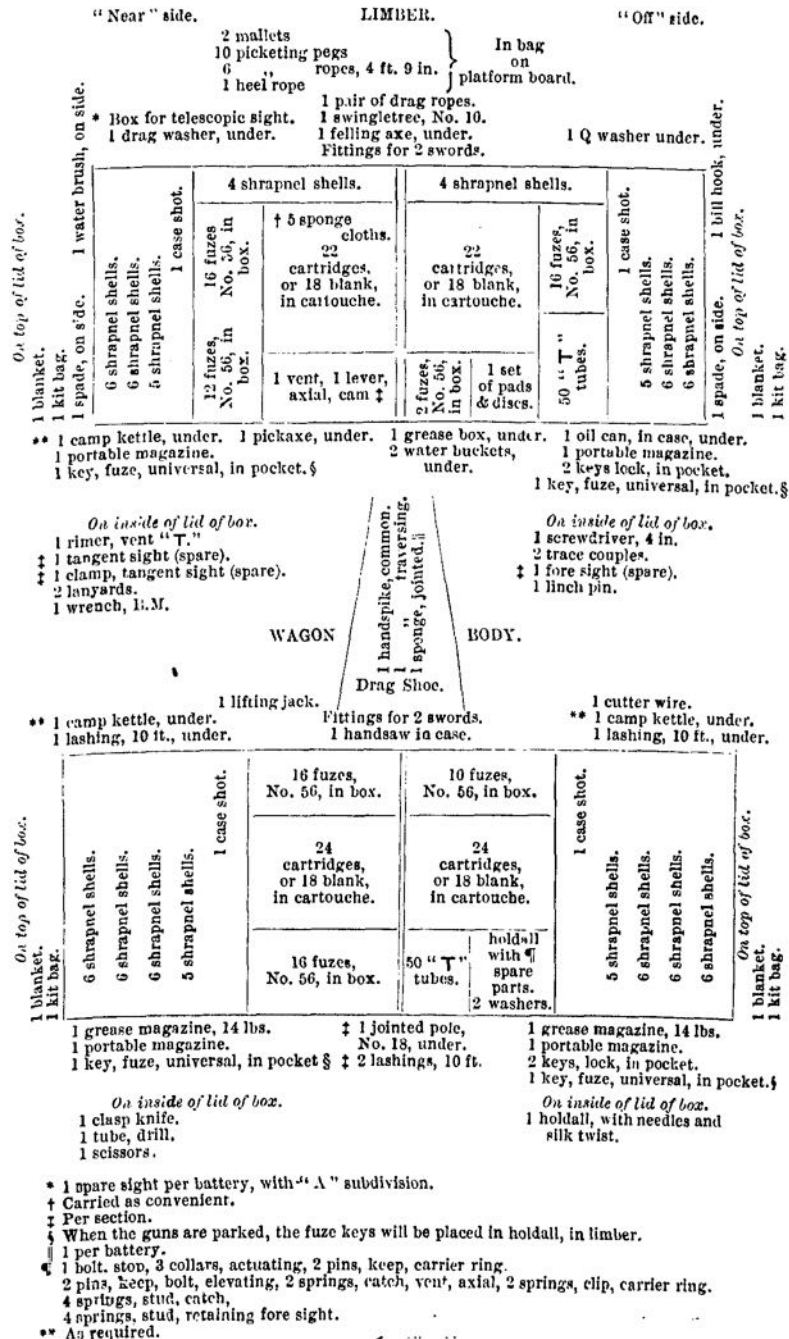 “Near” side. LIMBER. “Off” side.
2 mallets
10 picketing pegs
6 „ ropes, 4 ft. 9 in.
1 heel rope
In bag
on
platform board.
1 pair of drag ropes.
* Box for telescopic sight. 1 swingletree, No. 10.
1 drag washer, under. 1 felling axe, under. 1 Q washer under.
Fittings for 2 swords.
On top of lid of box.
1 blanket.
1 kit bag.
1 spade, on side. 1 water brush, on side.
6 shrapnel shells.
6 shrapnel shells.
5 shrapnel shells.
1 case shot.
4 shrapnel shells.
16 fuzes
No. 56, in
box.
† 5 sponge
cloths.
22
cartridges,
or 18 blank,
in cartouche.
12 fuzes,
No. 56, in
box.
1 vent, 1 lever,
axial, cam ‡
4 shrapnel shells.
22
cartridges,
or 18 blank,
in cartouche.
16 fuzes,
No. 56, in
box.
2 fuzes,
No. 56,
in box.
1 set
of pads
& discs.
50 “T”
tubes.
1 case shot.
5 shrapnel shells.
6 shrapnel shells.
6 shrapnel shells.
1 spade, on side. 1 bill hook, under.
On top of lid of box.
1 blanket.
1 kit bag.
** 1 camp kettle, under. 1 pickaxe, under. 1 grease box, under. 1 oil can, in case, under.
1 portable magazine. 2 water buckets, 1 portable magazine.
1 key, fuze, universal, in pocket. § under. 2 keys lock, in pocket.
1 key, fuze, universal, in pocket. §
On inside of lid of box.
1 rimer, vent “T.”
‡ 1 tangent sight (spare).
‡ 1 clamp, tangent sight (spare).
2 lanyards.
1 wrench, B.M.
On inside of lid of box.
1 screwdriver, 4 in.
2 trace couples.
‡ 1 fore sight (spare).
1 linch pin.
1 handspike, common.
1 „ traversing.
1 sponge, jointed. ‖
WAGON BODY.
Drag Shoe.
1 lifting jack. 1 cutter wire.
** 1 camp kettle, under. Fittings for 2 swords. ** 1 camp kettle, under.
1 lashing, 10 ft., under. 1 handsaw in case. 1 lashing, 10 ft., under.
On top of lid of box.
1 blanket.
1 kit bag.
6 shrapnel shells.
6 shrapnel shells.
6 shrapnel shells.
5 shrapnel shells.
1 case shot.
16 fuzes,
No. 56, in box.
24
cartridges,
or 18 blank,
in cartouche.
16 fuzes,
No. 56, in box.
10 fuzes,
No. 56, in box.
24
cartridges,
or 18 blank,
in cartouche.
50 “T”
tubes.
holdall
with ¶
spare
parts.
2 washers.
1 case shot.
5 shrapnel shells.
6 shrapnel shells.
6 shrapnel shells.
6 shrapnel shells.
On top of lid of box.
1 blanket.
1 kit bag.
1 grease magazine, 14 lbs. ‡ 1 jointed pole, 1 grease magazine, 14 lbs.
1 portable magazine. No. 18, under. 1 portable magazine.
1 key, fuze, universal, in pocket § ‡ 2 lashings, 10 ft. 2 keys, lock, in pocket.
1 key, fuze, universal, in pocket. §
On inside of lid of box.
1 clasp knife.
1 tube, drill.
1 scissors.
On inside of lid of box.
1 holdall, with needles and
silk twist.
* 1 spare sight per battery, with “A” subdivision.
† Carried as convenient.
‡ Per section.
§ When the guns are parked, the fuze keys will be placed in holdall, in limber.
‖ 1 per battery.
¶ 1 bolt. stop, 3 collars, actuating, 2 pins, keep, carrier ring.
2 pins, keep, bolt, elevating, 2 springs, catch, vent, axial, 2 springs, clip, carrier ring.
4 springs, stud, catch,
4 springs, stud, retaining fore sight.
** As required.